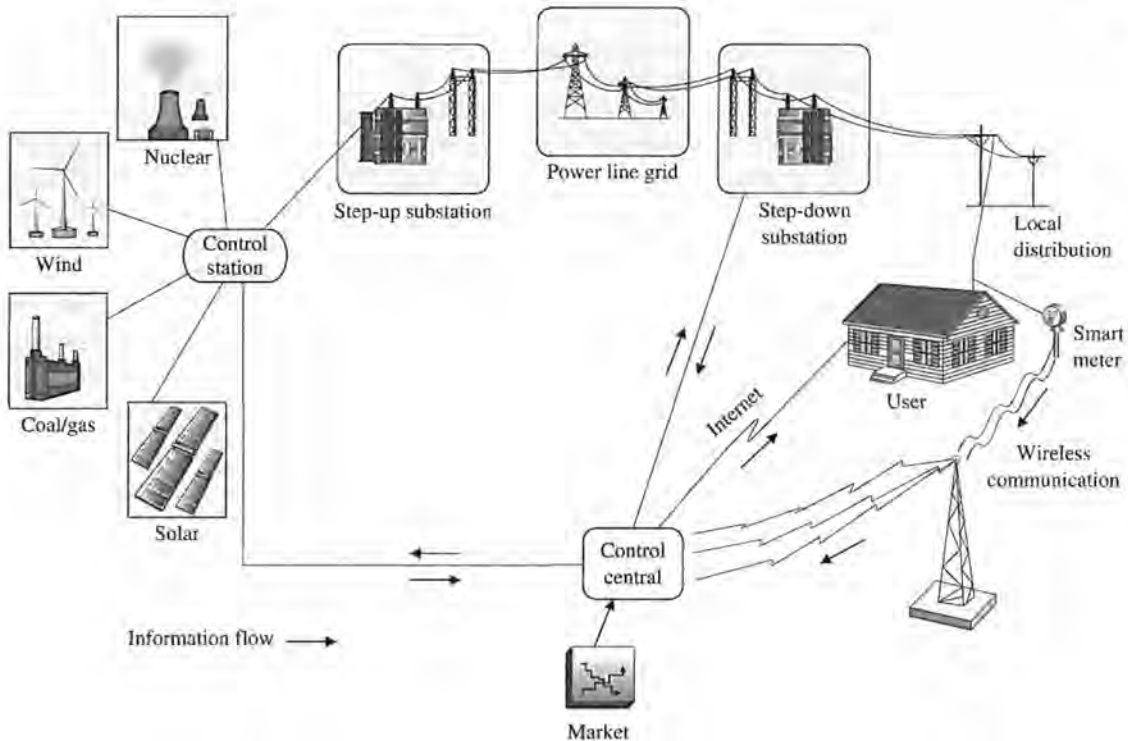 Nuclear
Wind
Coal/gas
Solar
Control
station
Step-up substation
Power line grid
Step-down
substation
Local
distribution
Smart
meter
User
Internet
Wireless
communication
Control
central
Information flow
Market